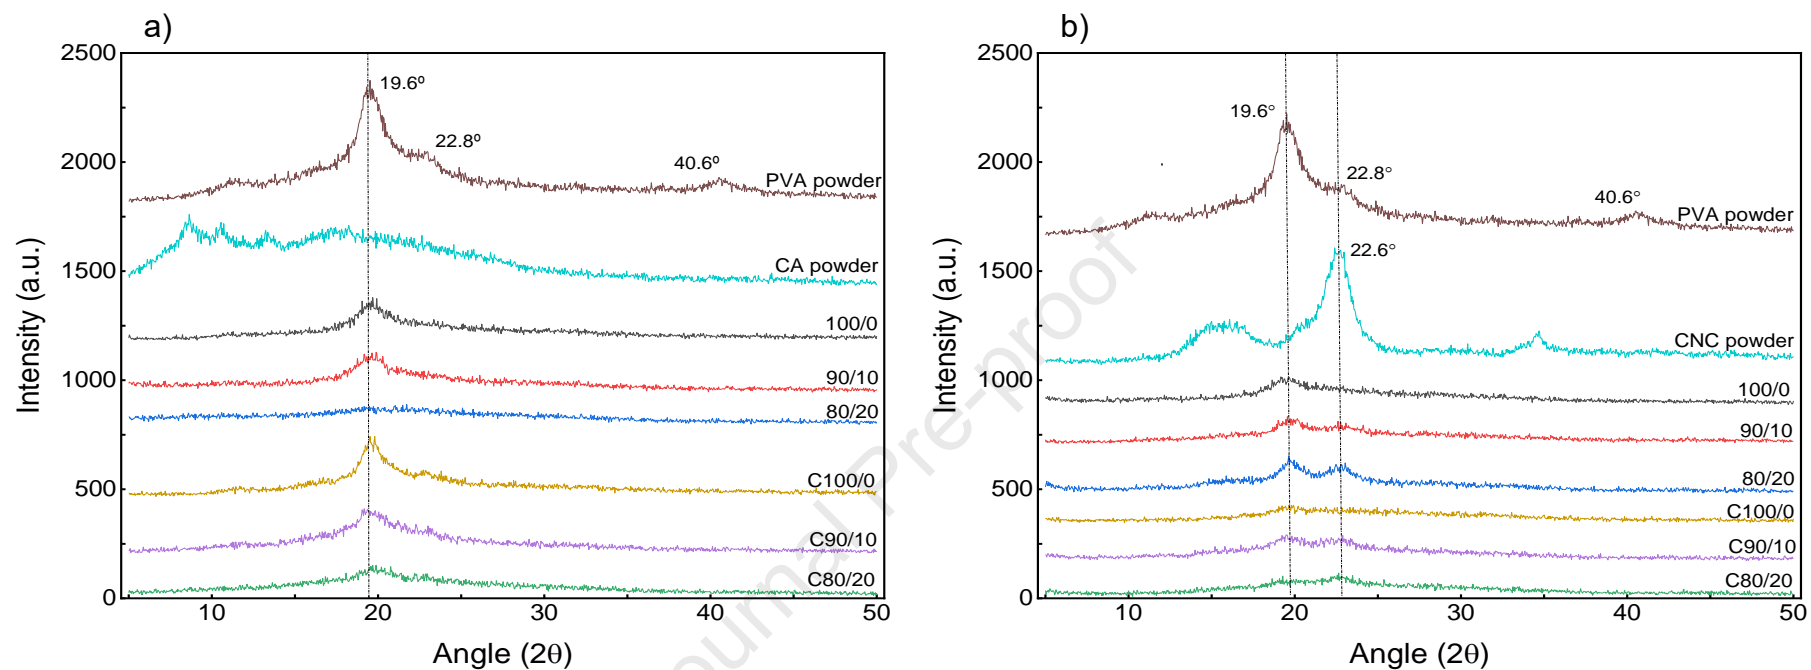 a)
2500
2000
1500
1000
500
0
10
20
30
40
50
Intensity (a.u.)
Angle (2θ)
19.6º
22.8º
40.6º
PVA powder
CA powder
100/0
90/10
80/20
C100/0
C90/10
C80/20
b)
2500
2000
1500
1000
500
0
10
20
30
40
50
Intensity (a.u.)
Angle (2θ)
19.6°
22.8°
40.6°
PVA powder
22.6°
CNC powder
100/0
90/10
80/20
C100/0
C90/10
C80/20
Journal Pre-proof